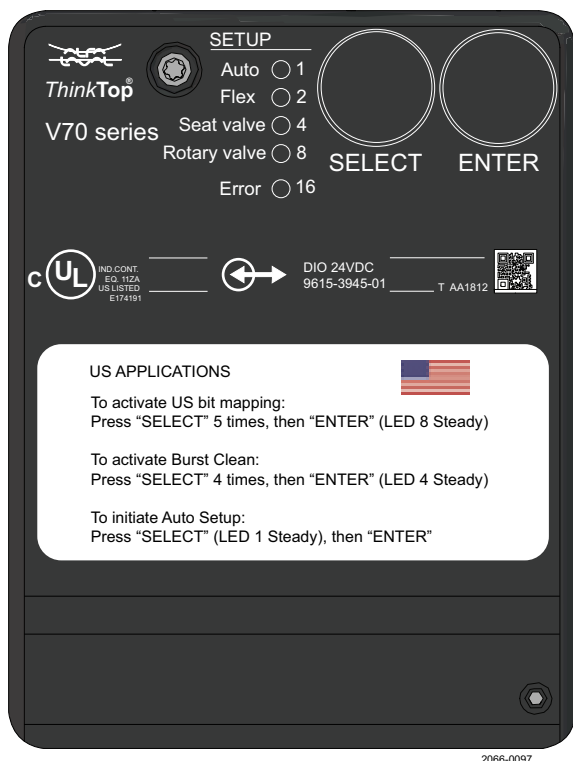 SETUP
Auto 1
Flex 2
Seat valve 4
Rotary valve 8
Error 16
ThinkTop®
V70 series
SELECT
ENTER
C UL
IND.CONT.
EQ. 11ZA
US LISTED
E174191
DIO 24VDC
9615-3945-01
T AA1812
US APPLICATIONS
To activate US bit mapping:
Press “SELECT” 5 times, then “ENTER” (LED 8 Steady)
To activate Burst Clean:
Press “SELECT” 4 times, then “ENTER” (LED 4 Steady)
To initiate Auto Setup:
Press “SELECT” (LED 1 Steady), then “ENTER”
2066-0097